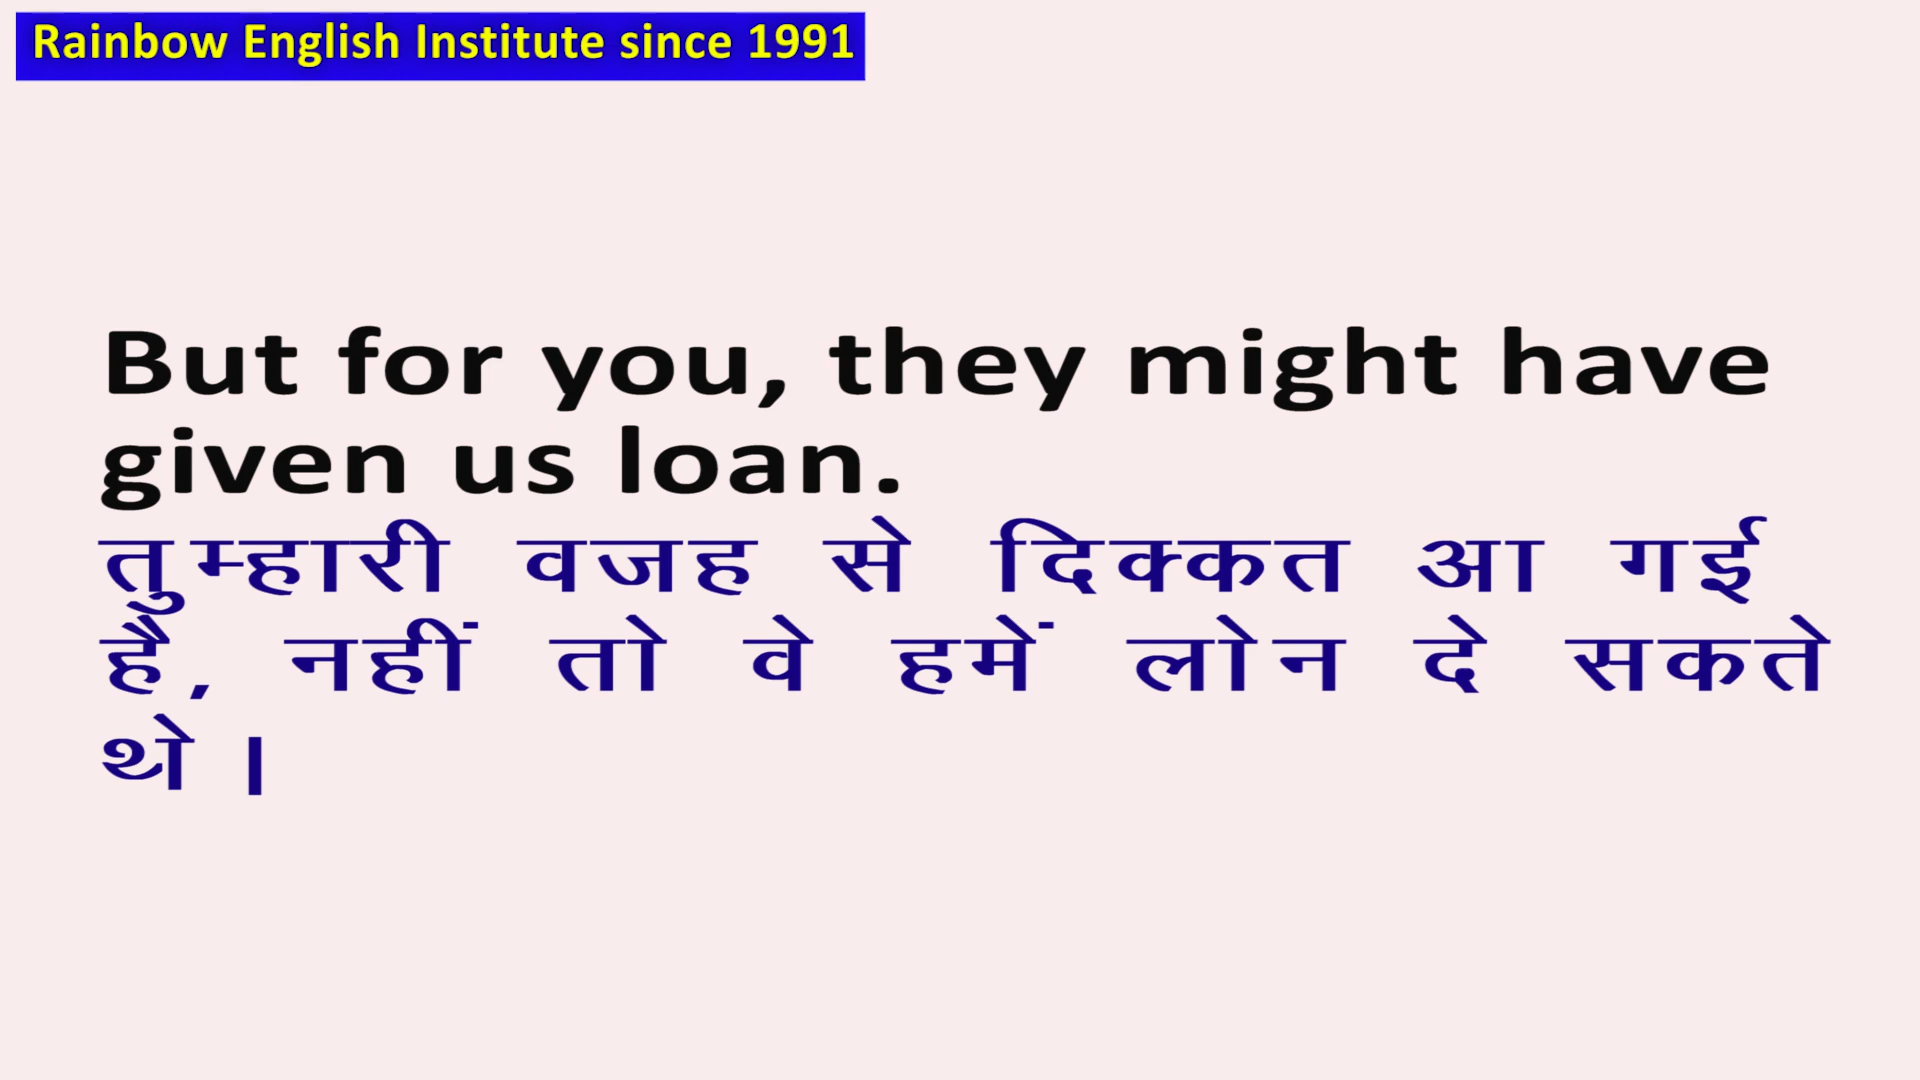 Rainbow English Institute since 1991
But for you, they might have
given us loan.
तुम्हारी वजह से दिक्कत आ गई
है, नहीं तो वे हमें लोन दे सकते
थे ।